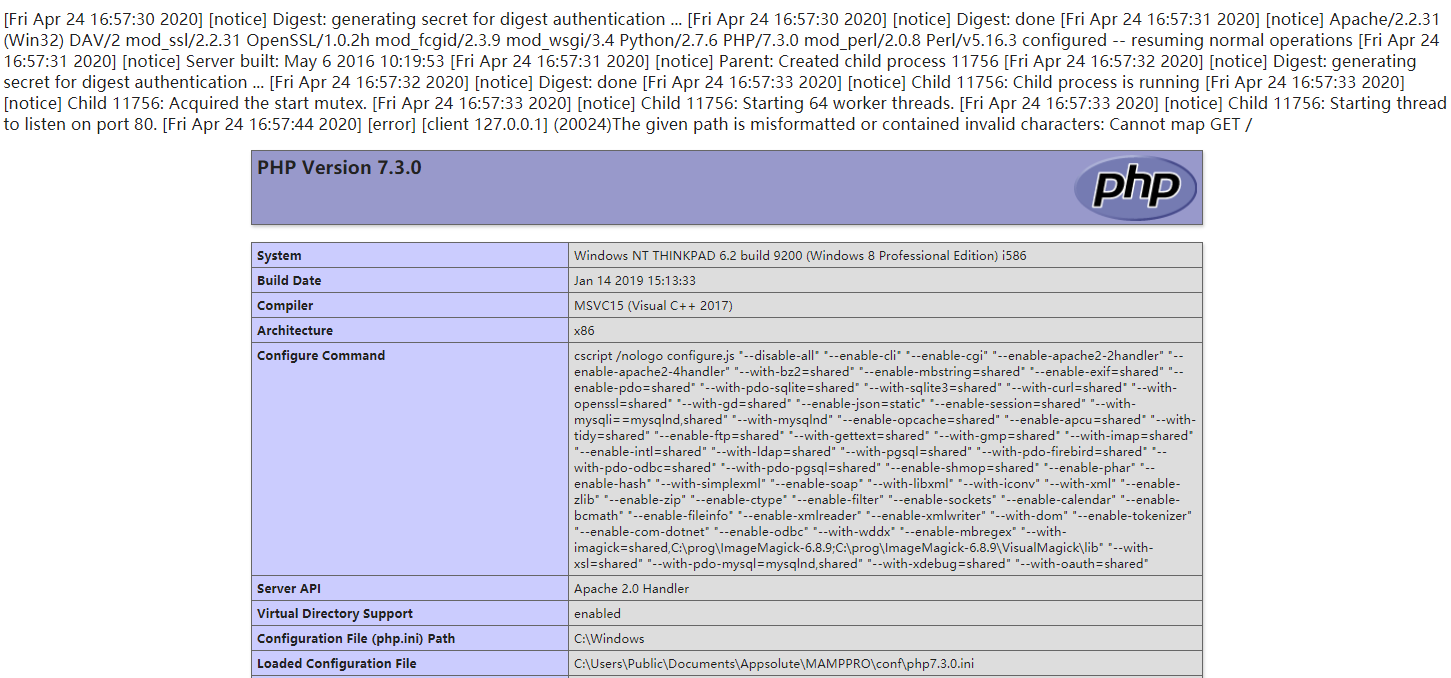 [Fri Apr 24 16:57:30 2020] [notice] Digest: generating secret for digest authentication ... [Fri Apr 24 16:57:30 2020] [notice] Digest: done [Fri Apr 24 16:57:31 2020] [notice] Apache/2.2.31
(Win32) DAV/2 mod_ssl/2.2.31 OpenSSL/1.0.2h mod_fcgid/2.3.9 mod_wsgi/3.4 Python/2.7.6 PHP/7.3.0 mod_perl/2.0.8 Perl/v5.16.3 configured -- resuming normal operations [Fri Apr 24
16:57:31 2020] [notice] Server built: May 6 2016 10:19:53 [Fri Apr 24 16:57:31 2020] [notice] Parent: Created child process 11756 [Fri Apr 24 16:57:32 2020] [notice] Digest: generating
secret for digest authentication ... [Fri Apr 24 16:57:32 2020] [notice] Digest: done [Fri Apr 24 16:57:33 2020] [notice] Child 11756: Child process is running [Fri Apr 24 16:57:33 2020]
[notice] Child 11756: Acquired the start mutex. [Fri Apr 24 16:57:33 2020] [notice] Child 11756: Starting 64 worker threads. [Fri Apr 24 16:57:33 2020] [notice] Child 11756: Starting thread
to listen on port 80. [Fri Apr 24 16:57:44 2020] [error] [client 127.0.0.1] (20024)The given path is misformatted or contained invalid characters: Cannot map GET /
PHP Version 7.3.0
php
System Windows NT THINKPAD 6.2 build 9200 (Windows 8 Professional Edition) i586
Build Date Jan 14 2019 15:13:33
Compiler MSVC15 (Visual C++ 2017)
Architecture x86
Configure Command cscript /nologo configure.js "--disable-all" "--enable-cli" "--enable-cgi" "--enable-apache2-2handler" "--
enable-apache2-4handler" "--with-bz2=shared" "--enable-mbstring=shared" "--enable-exif=shared" "--
enable-pdo=shared" "--with-pdo-sqlite=shared" "--with-sqlite3=shared" "--with-curl=shared" "--with-
openssl=shared" "--with-gd=shared" "--enable-json=static" "--enable-session=shared" "--with-
mysqli==mysqlnd,shared" "--with-mysqlnd" "--enable-opcache=shared" "--enable-apcu=shared" "--with-
tidy=shared" "--enable-ftp=shared" "--with-gettext=shared" "--with-gmp=shared" "--with-imap=shared"
"--enable-intl=shared" "--with-ldap=shared" "--with-pgsql=shared" "--with-pdo-firebird=shared" "--
with-pdo-odbc=shared" "--with-pdo-pgsql=shared" "--enable-shmop=shared" "--enable-phar" "--
enable-hash" "--with-simplexml" "--enable-soap" "--with-libxml" "--with-iconv" "--with-xml" "--enable-
zlib" "--enable-zip" "--enable-ctype" "--enable-filter" "--enable-sockets" "--enable-calendar" "--enable-
bcmath" "--enable-fileinfo" "--enable-xmlreader" "--enable-xmlwriter" "--with-dom" "--enable-tokenizer"
"--enable-com-dotnet" "--enable-odbc" "--with-wddx" "--enable-mbregex" "--with-
imagick=shared,C:\prog\ImageMagick-6.8.9;C:\prog\ImageMagick-6.8.9\VisualMagick\lib" "--with-
xsl=shared" "--with-pdo-mysql=mysqlnd,shared" "--with-xdebug=shared" "--with-oauth=shared"
Server API Apache 2.0 Handler
Virtual Directory Support enabled
Configuration File (php.ini) Path C:\Windows
Loaded Configuration File C:\Users\Public\Documents\Appsolute\MAMPPRO\conf\php7.3.0.ini